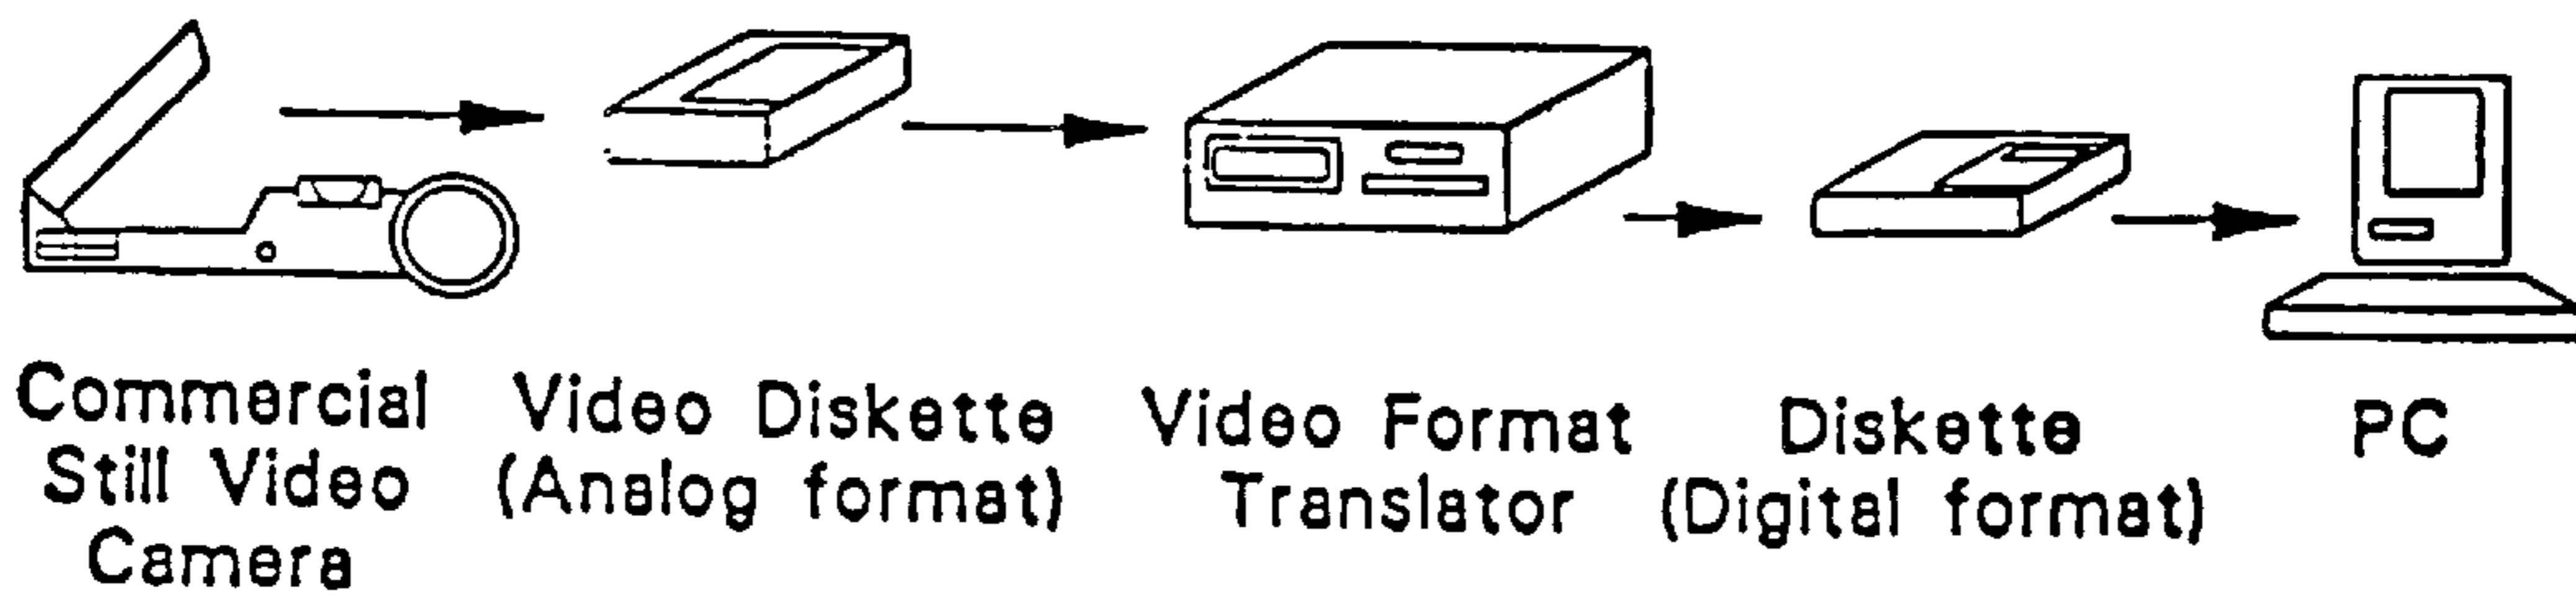 Commercial
Still Video
Camera
Video Diskette
(Analog format)
Video Format
Translator
Diskette
(Digital format)
PC